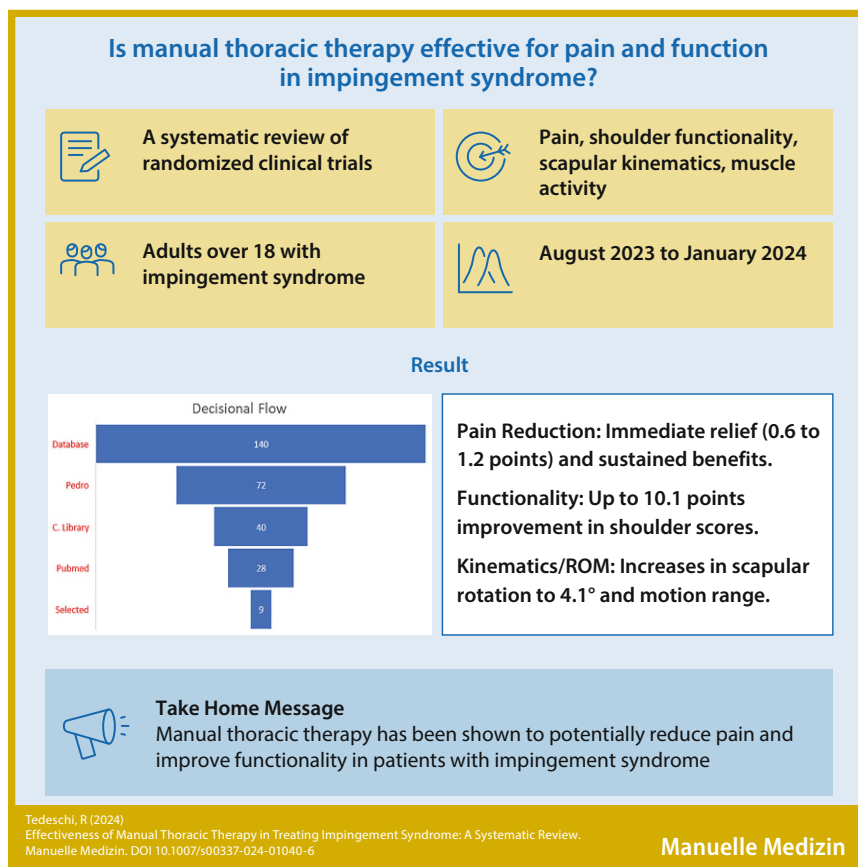 Is manual thoracic therapy effective for pain and function
in impingement syndrome?
A systematic review of
randomized clinical trials
Pain, shoulder functionality,
scapular kinematics, muscle
activity
Adults over 18 with
impingement syndrome
August 2023 to January 2024
Result
Decisional Flow
Database 140
Pedro 72
C. Library 40
Pubmed 28
Selected 9
Pain Reduction: Immediate relief (0.6 to
1.2 points) and sustained benefits.
Functionality: Up to 10.1 points
improvement in shoulder scores.
Kinematics/ROM: Increases in scapular
rotation to 4.1° and motion range.
Take Home Message
Manual thoracic therapy has been shown to potentially reduce pain and
improve functionality in patients with impingement syndrome
Tedeschi, R (2024)
Effectiveness of Manual Thoracic Therapy in Treating Impingement Syndrome: A Systematic Review.
Manuelle Medizin. DOI 10.1007/s00337-024-01040-6
Manuelle Medizin